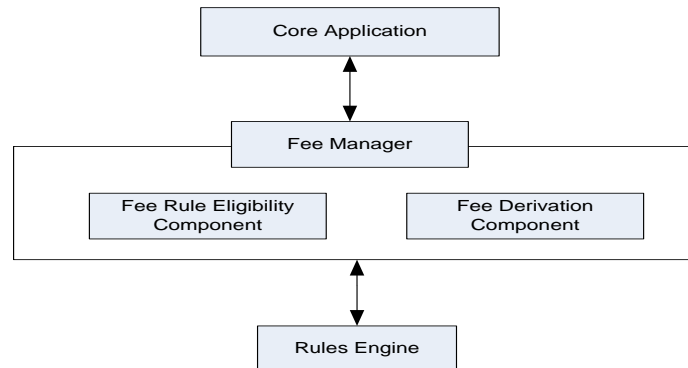 Core Application
Fee Manager
Fee Rule Eligibility
Component
Fee Derivation
Component
Rules Engine